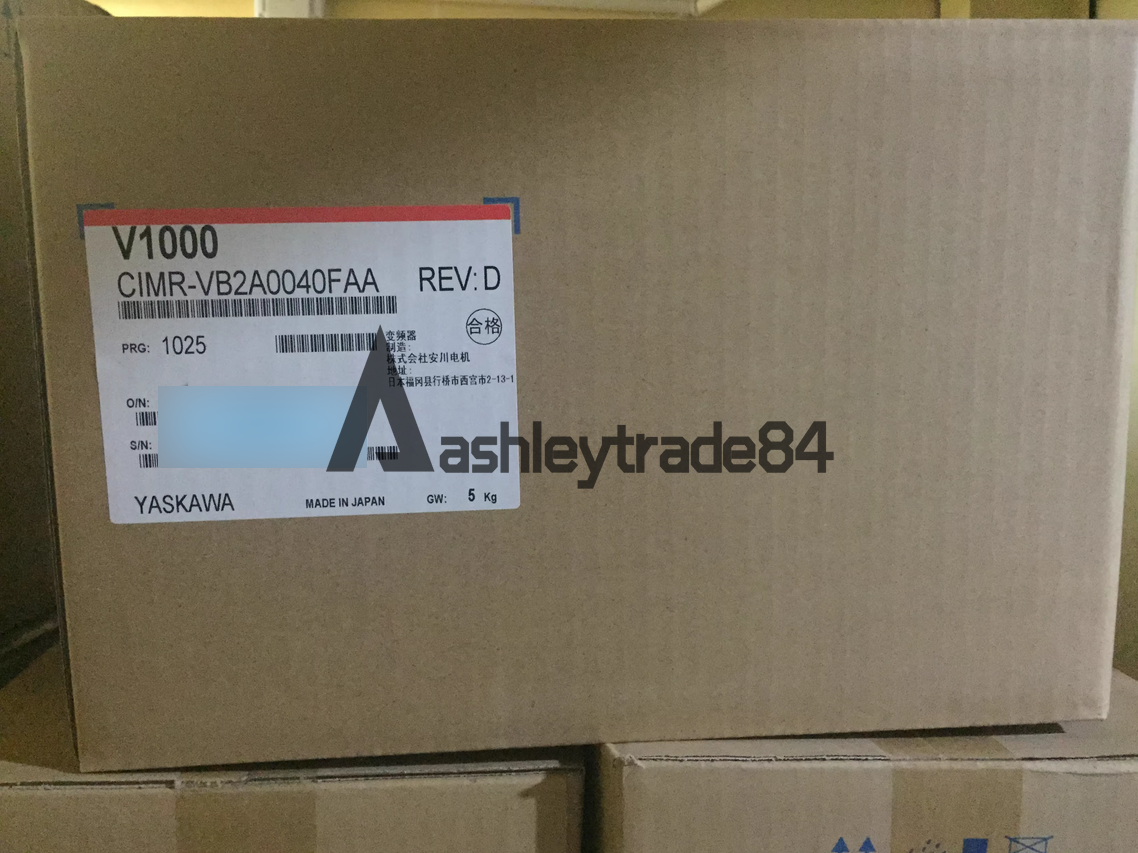 V1000
CIMR-VB2A0040FAA
REV: D
合格
PRG: 1025
变频器
制造:
株式会社安川电机
地址:
日本福冈县行桥市西宫市2-13-1
O/N:
S/N:
Aashleytrade84
YASKAWA
MADE IN JAPAN
GW: 5 Kg